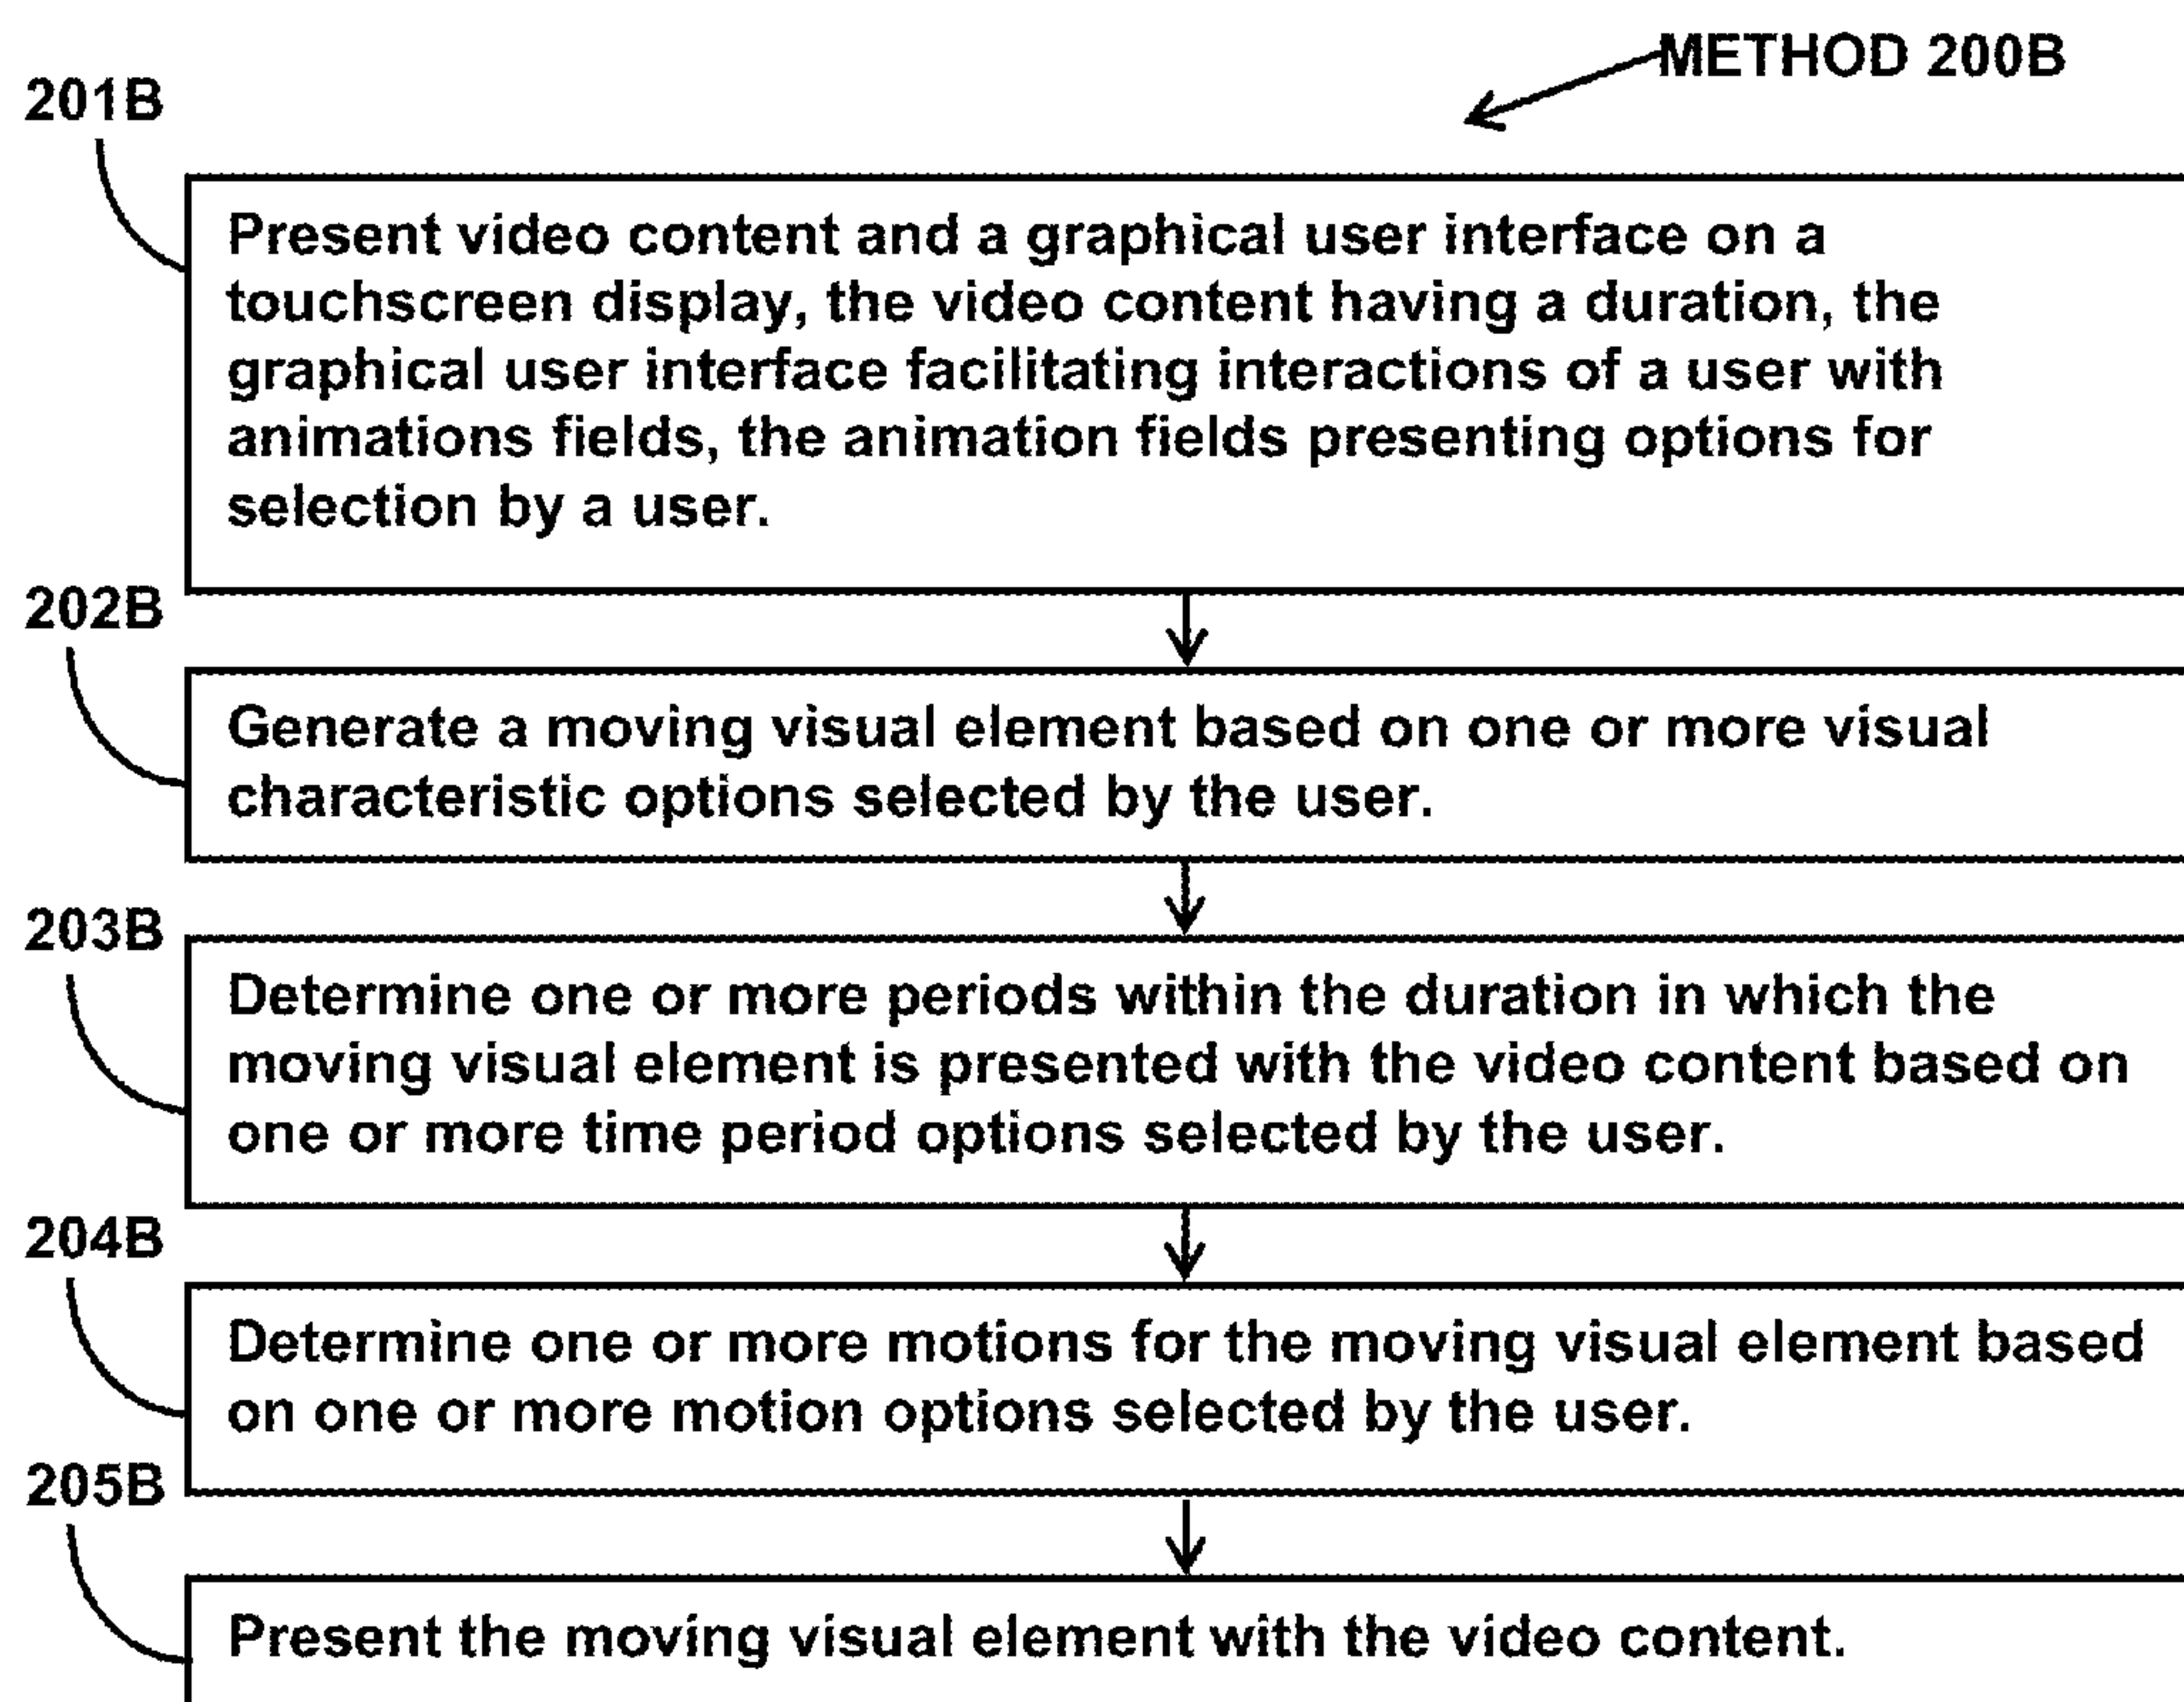 METHOD 200B
201B
Present video content and a graphical user interface on a
touchscreen display, the video content having a duration, the
graphical user interface facilitating interactions of a user with
animations fields, the animation fields presenting options for
selection by a user.
202B
Generate a moving visual element based on one or more visual
characteristic options selected by the user.
203B
Determine one or more periods within the duration in which the
moving visual element is presented with the video content based on
one or more time period options selected by the user.
204B
Determine one or more motions for the moving visual element based
on one or more motion options selected by the user.
205B
Present the moving visual element with the video content.